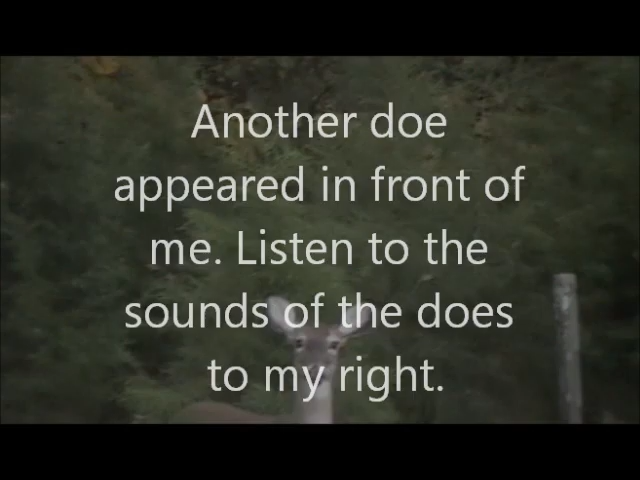 Another doe
appeared in front of
me. Listen to the
sounds of the does
to my right.